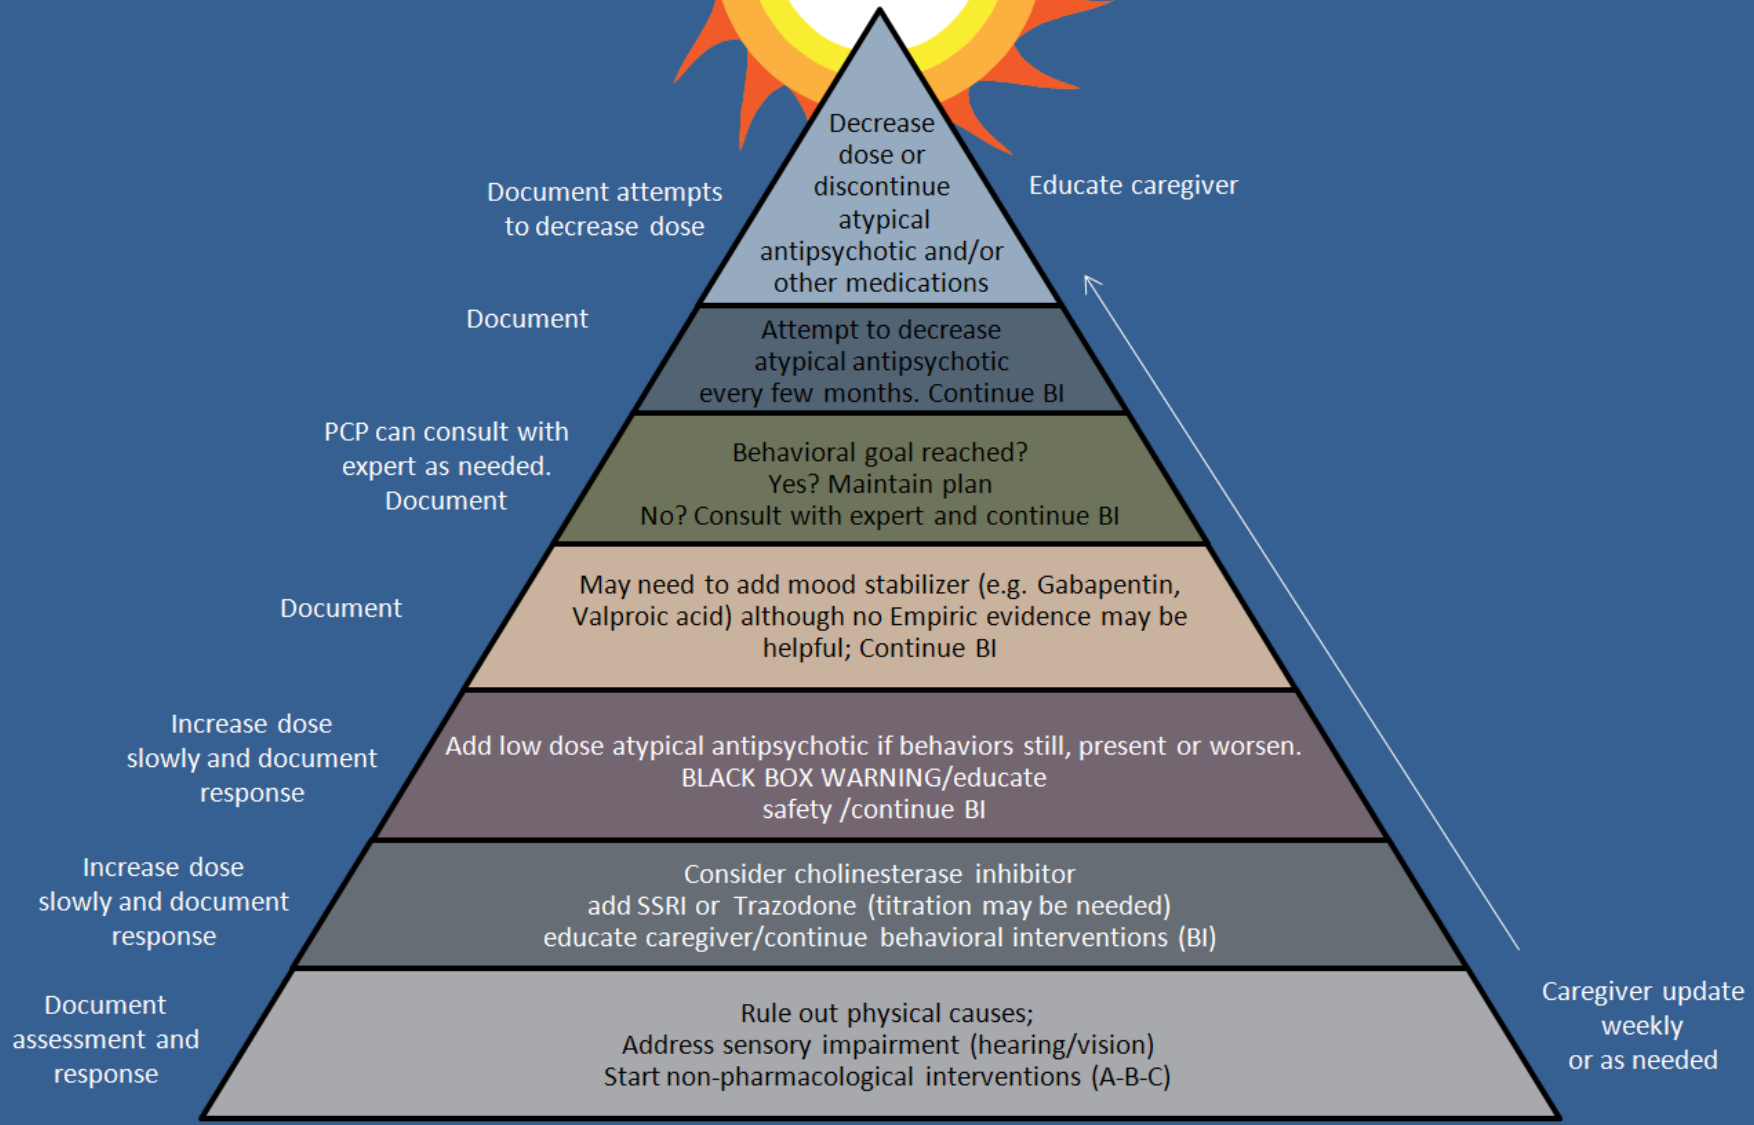 Decrease
dose or
discontinue
atypical
antipsychotic and/or
other medications
Document attempts
to decrease dose
Educate caregiver
Document
Attempt to decrease
atypical antipsychotic
every few months. Continue BI
PCP can consult with
expert as needed.
Document
Behavioral goal reached?
Yes? Maintain plan
No? Consult with expert and continue BI
Document
May need to add mood stabilizer (e.g. Gabapentin,
Valproic acid) although no Empiric evidence may be
helpful; Continue BI
Increase dose
slowly and document
response
Add low dose atypical antipsychotic if behaviors still, present or worsen.
BLACK BOX WARNING/educate
safety /continue BI
Increase dose
slowly and document
response
Consider cholinesterase inhibitor
add SSRI or Trazodone (titration may be needed)
educate caregiver/continue behavioral interventions (BI)
Document
assessment and
response
Rule out physical causes;
Address sensory impairment (hearing/vision)
Start non-pharmacological interventions (A-B-C)
Caregiver update
weekly
or as needed